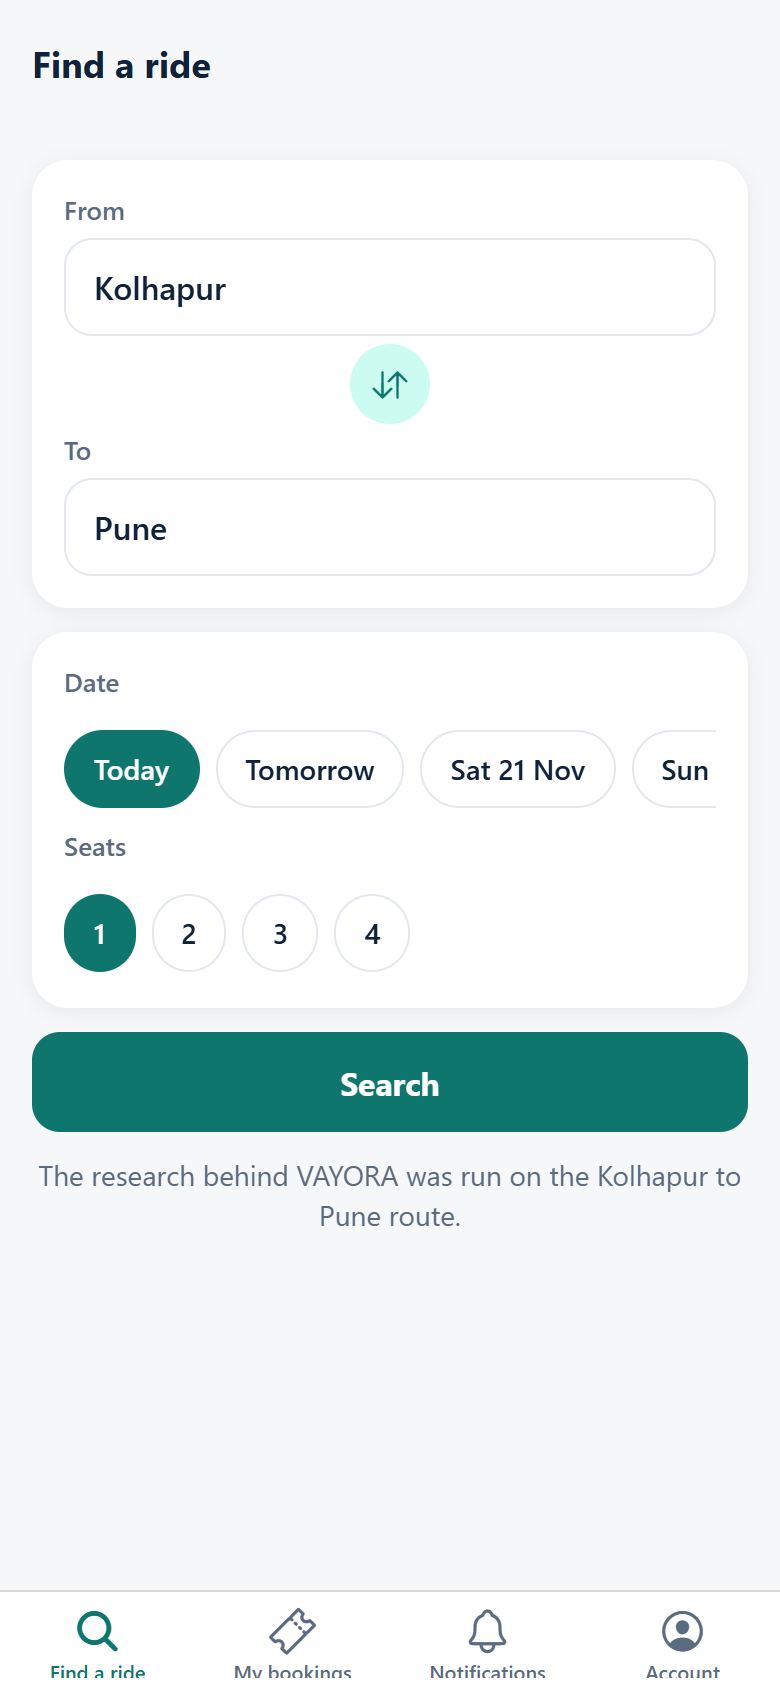 Find a ride
From
Kolhapur
To
Pune
Date
Today
Tomorrow
Sat 21 Nov
Sun
Seats
1
2
3
4
Search
The research behind VAYORA was run on the Kolhapur to
Pune route.
Find a ride
My bookings
Notifications
Account